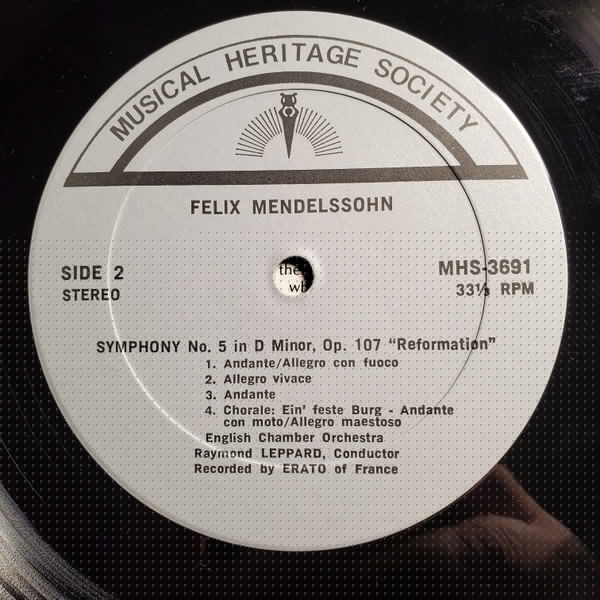 MUSICAL HERITAGE SOCIETY
FELIX MENDELSSOHN
SIDE 2
STEREO
MHS-3691
33⅓ RPM
the
wh
SYMPHONY No. 5 in D Minor, Op. 107 "Reformation"
1. Andante/Allegro con fuoco
2. Allegro vivace
3. Andante
4. Chorale: Ein' feste Burg - Andante
con moto/Allegro maestoso
English Chamber Orchestra
Raymond LEPPARD, Conductor
Recorded by ERATO of France